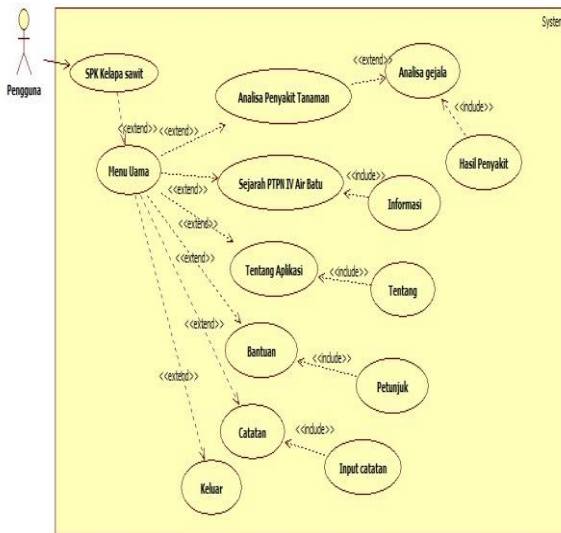 System
Pengguna
SPK Kelapa sawit
<<extend>>
Menu Uama
<<extend>>
Analisa Penyakit Tanaman
<<extend>>
Analisa gejala
<<include>>
Hasil Penyakit
<<extend>>
Sejarah PTPN IV Air Batu
<<include>>
Informasi
<<extend>>
Tentang Aplikasi
<<include>>
Tentang
<<extend>>
Bantuan
<<include>>
Petunjuk
<<extend>>
Catatan
<<include>>
Input catatan
<<extend>>
Keluar